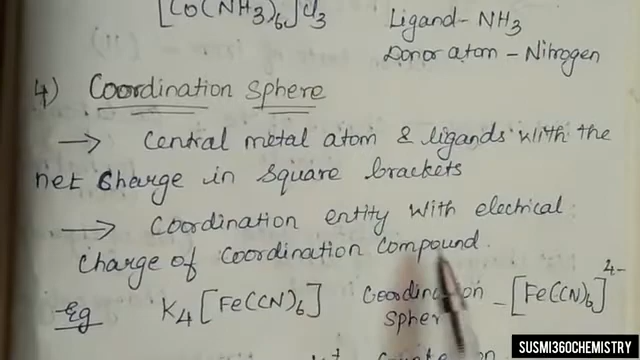 [Co(NH3)6]Cl3 Ligand - NH3
Donor atom - Nitrogen
4) Coordination Sphere
→ Central metal atom & ligands with the
net charge in square brackets
→ Coordination entity with electrical
charge of coordination compound.
Eg K4[Fe(CN)6] Coordination Spher - [Fe(CN)6]4-
SUSMI360CHEMISTRY